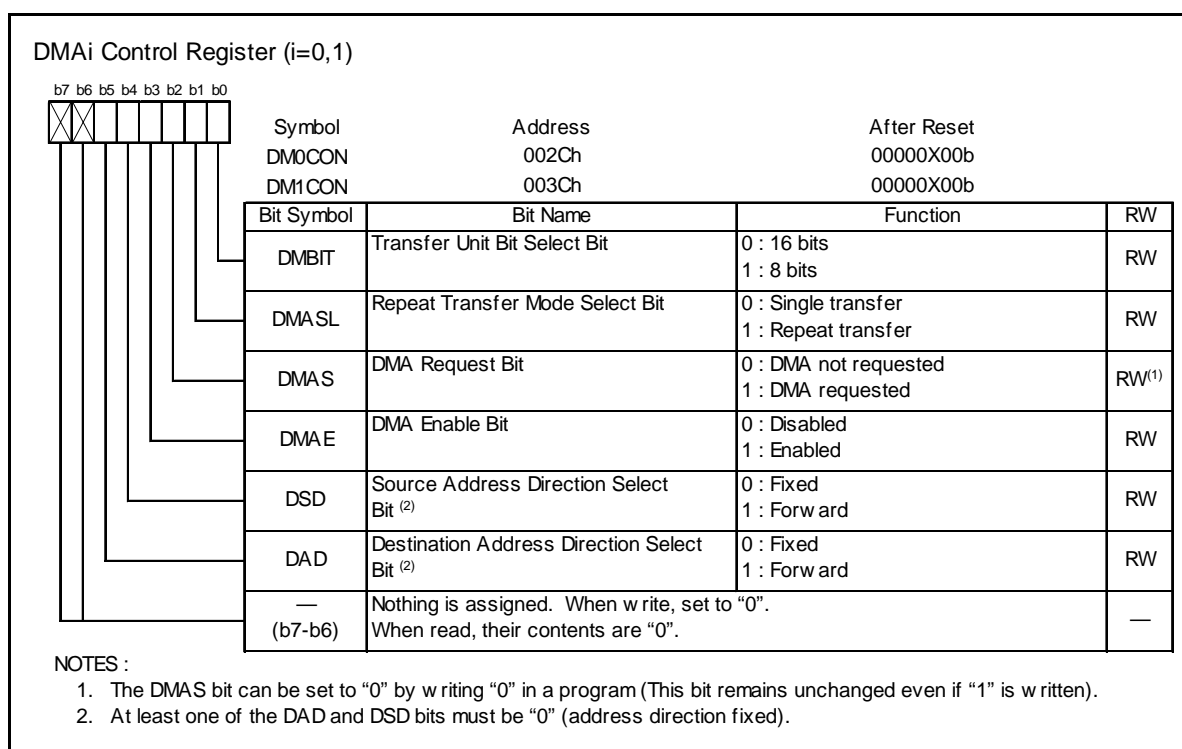 DMAi Control Register (i=0,1)
b7 b6 b5 b4 b3 b2 b1 b0
Symbol Address After Reset
DM0CON 002Ch 00000X00b
DM1CON 003Ch 00000X00b
Bit Symbol Bit Name Function RW
DMBIT Transfer Unit Bit Select Bit 0 : 16 bits RW
1 : 8 bits
DMASL Repeat Transfer Mode Select Bit 0 : Single transfer RW
1 : Repeat transfer
DMAS DMA Request Bit 0 : DMA not requested RW(1)
1 : DMA requested
DMAE DMA Enable Bit 0 : Disabled RW
1 : Enabled
DSD Source Address Direction Select 0 : Fixed RW
Bit (2) 1 : Forward
DAD Destination Address Direction Select 0 : Fixed RW
Bit (2) 1 : Forward
— Nothing is assigned. When write, set to “0”. —
(b7-b6) When read, their contents are “0”.
NOTES :
1. The DMAS bit can be set to “0” by writing “0” in a program (This bit remains unchanged even if “1” is written).
2. At least one of the DAD and DSD bits must be “0” (address direction fixed).